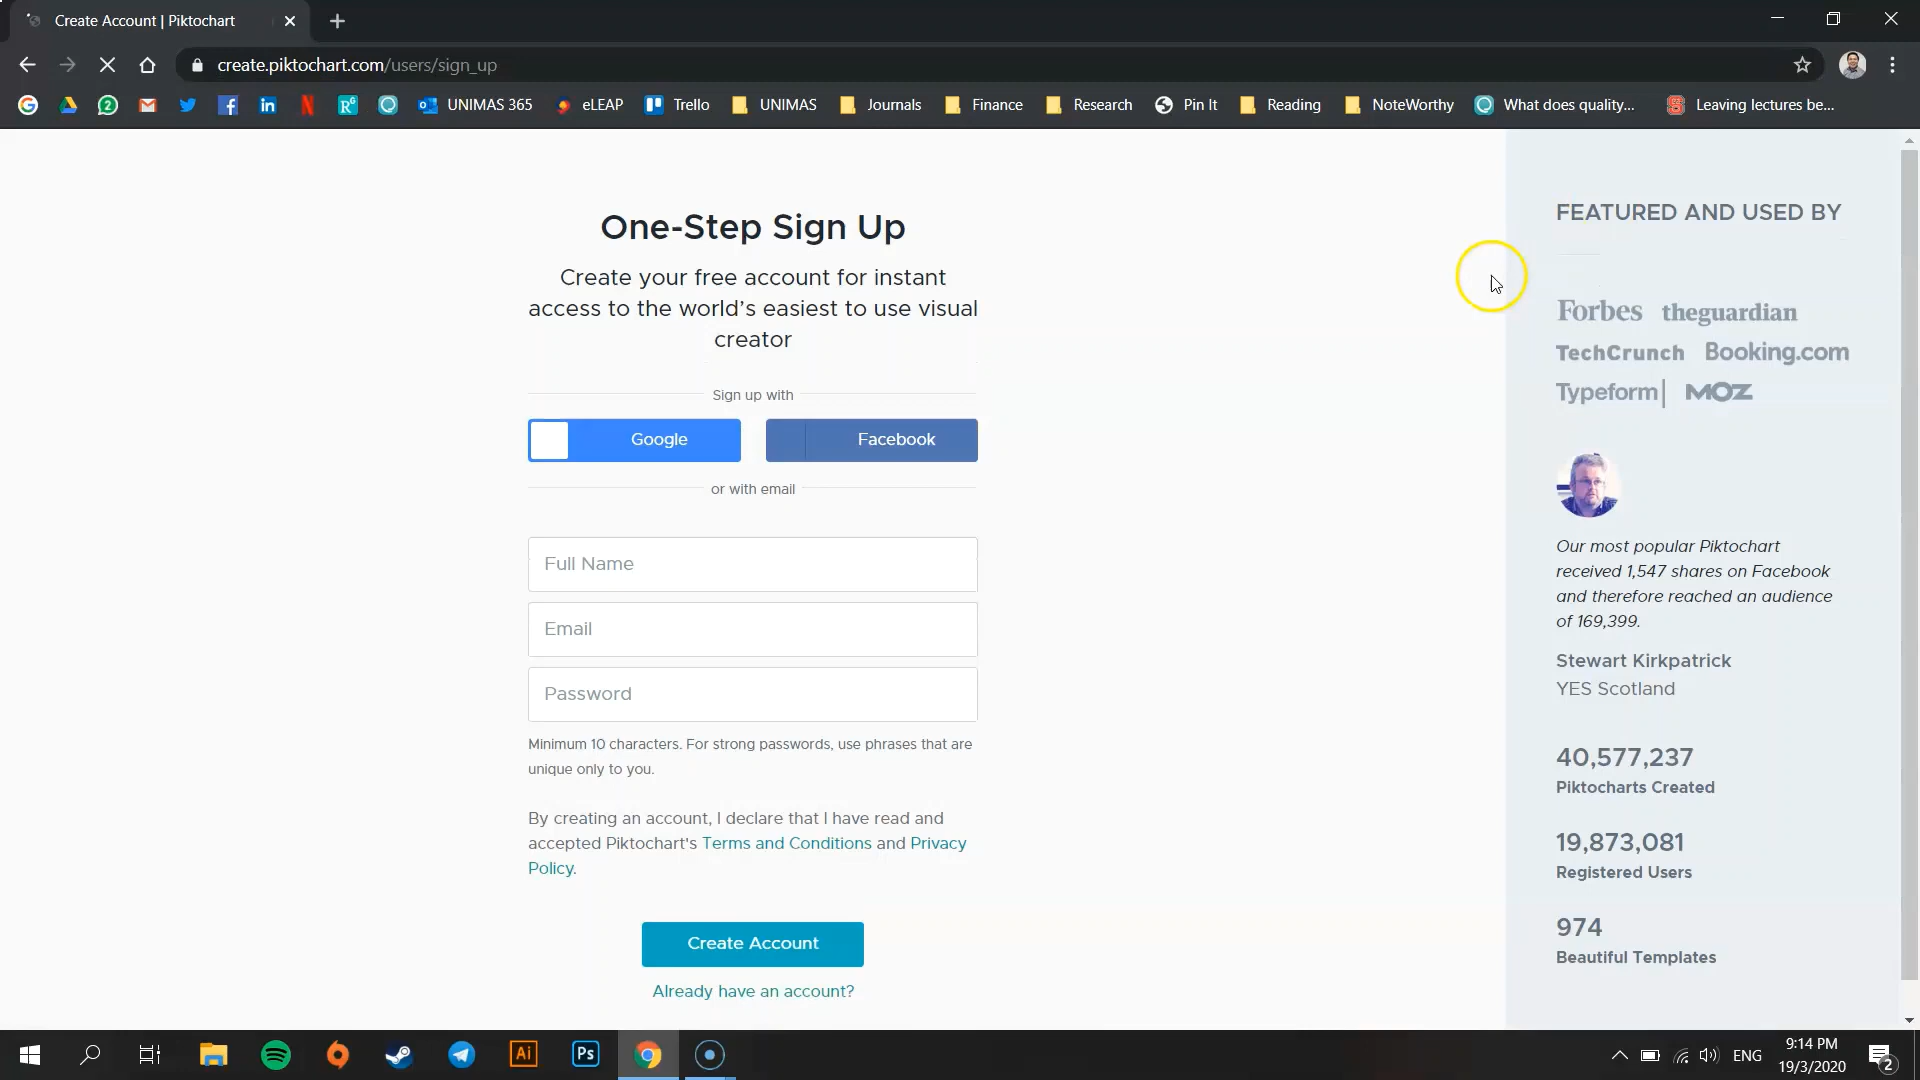 Create Account | Piktochart
create.piktochart.com/users/sign_up
UNIMAS 365 eLEAP Trello UNIMAS Journals Finance Research Pin It Reading NoteWorthy What does quality... Leaving lectures be...
One-Step Sign Up
Create your free account for instant
access to the world’s easiest to use visual
creator
Sign up with
Google Facebook
or with email
Full Name
Email
Password
Minimum 10 characters. For strong passwords, use phrases that are
unique only to you.
By creating an account, I declare that I have read and
accepted Piktochart's Terms and Conditions and Privacy
Policy.
Create Account
Already have an account?
FEATURED AND USED BY
Forbes theguardian
TechCrunch Booking.com
Typeform| MOZ
Our most popular Piktochart
received 1,547 shares on Facebook
and therefore reached an audience
of 169,399.
Stewart Kirkpatrick
YES Scotland
40,577,237
Piktocharts Created
19,873,081
Registered Users
974
Beautiful Templates
Ai Ps
ENG
9:14 PM
19/3/2020
2